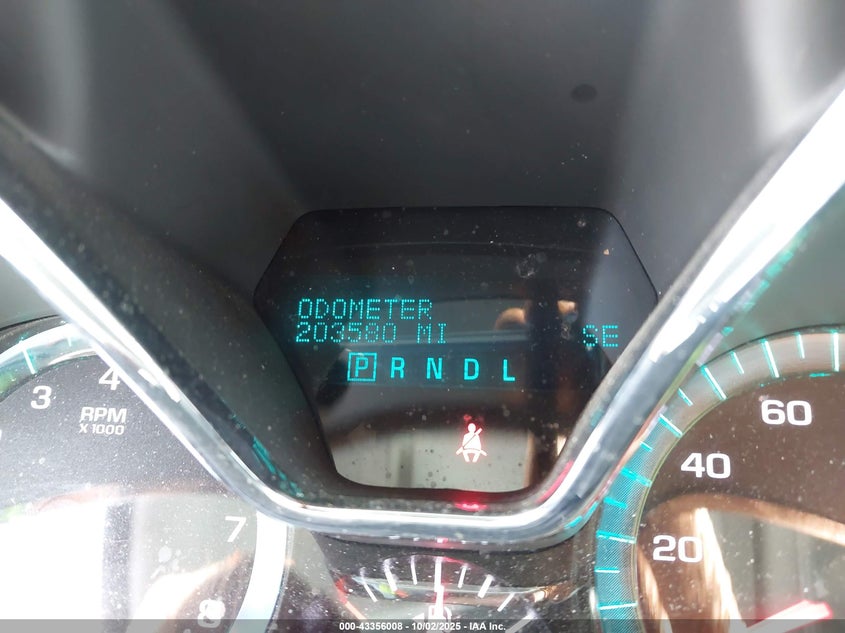 ODOMETER
203580 MI SE
P R N D L
3 4
RPM
X 1000
7
8
60
40
20
000-43356008 - 10/02/2025 - IAA Inc.